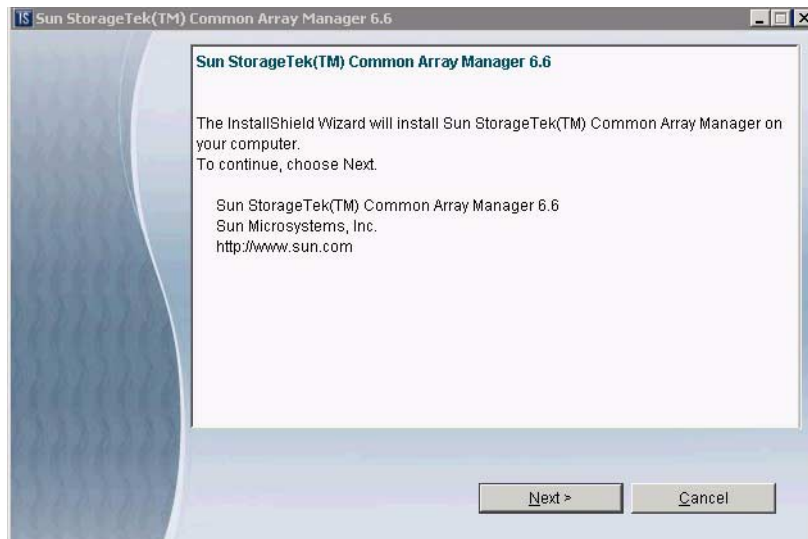 IS Sun StorageTek(TM) Common Array Manager 6.6
Sun StorageTek(TM) Common Array Manager 6.6
The InstallShield Wizard will install Sun StorageTek(TM) Common Array Manager on
your computer.
To continue, choose Next.
Sun StorageTek(TM) Common Array Manager 6.6
Sun Microsystems, Inc.
http://www.sun.com
Next >
Cancel